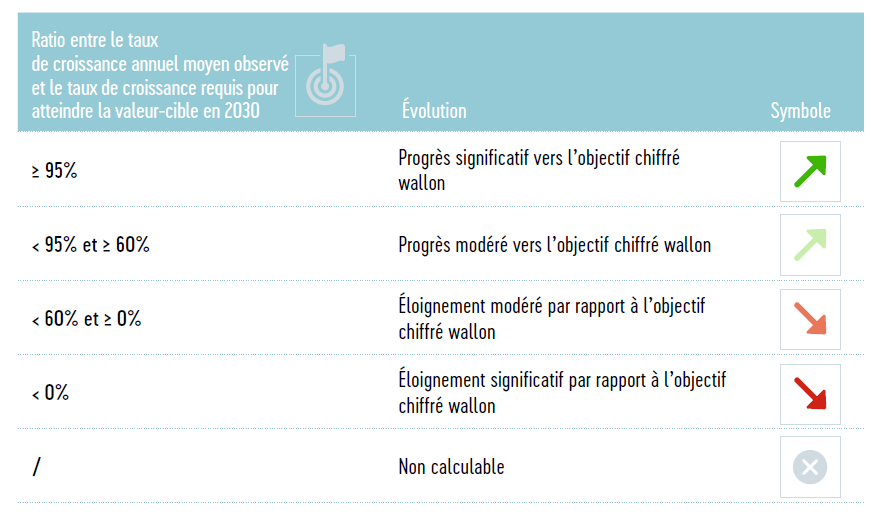 Ratio entre le taux
de croissance annuel moyen observé
et le taux de croissance requis pour
atteindre la valeur-cible en 2030
Évolution
Symbole
≥ 95%
Progrès significatif vers l’objectif chiffré
wallon
< 95% et ≥ 60%
Progrès modéré vers l’objectif chiffré wallon
< 60% et ≥ 0%
Éloignement modéré par rapport à l’objectif
chiffré wallon
< 0%
Éloignement significatif par rapport à l’objectif
chiffré wallon
/
Non calculable